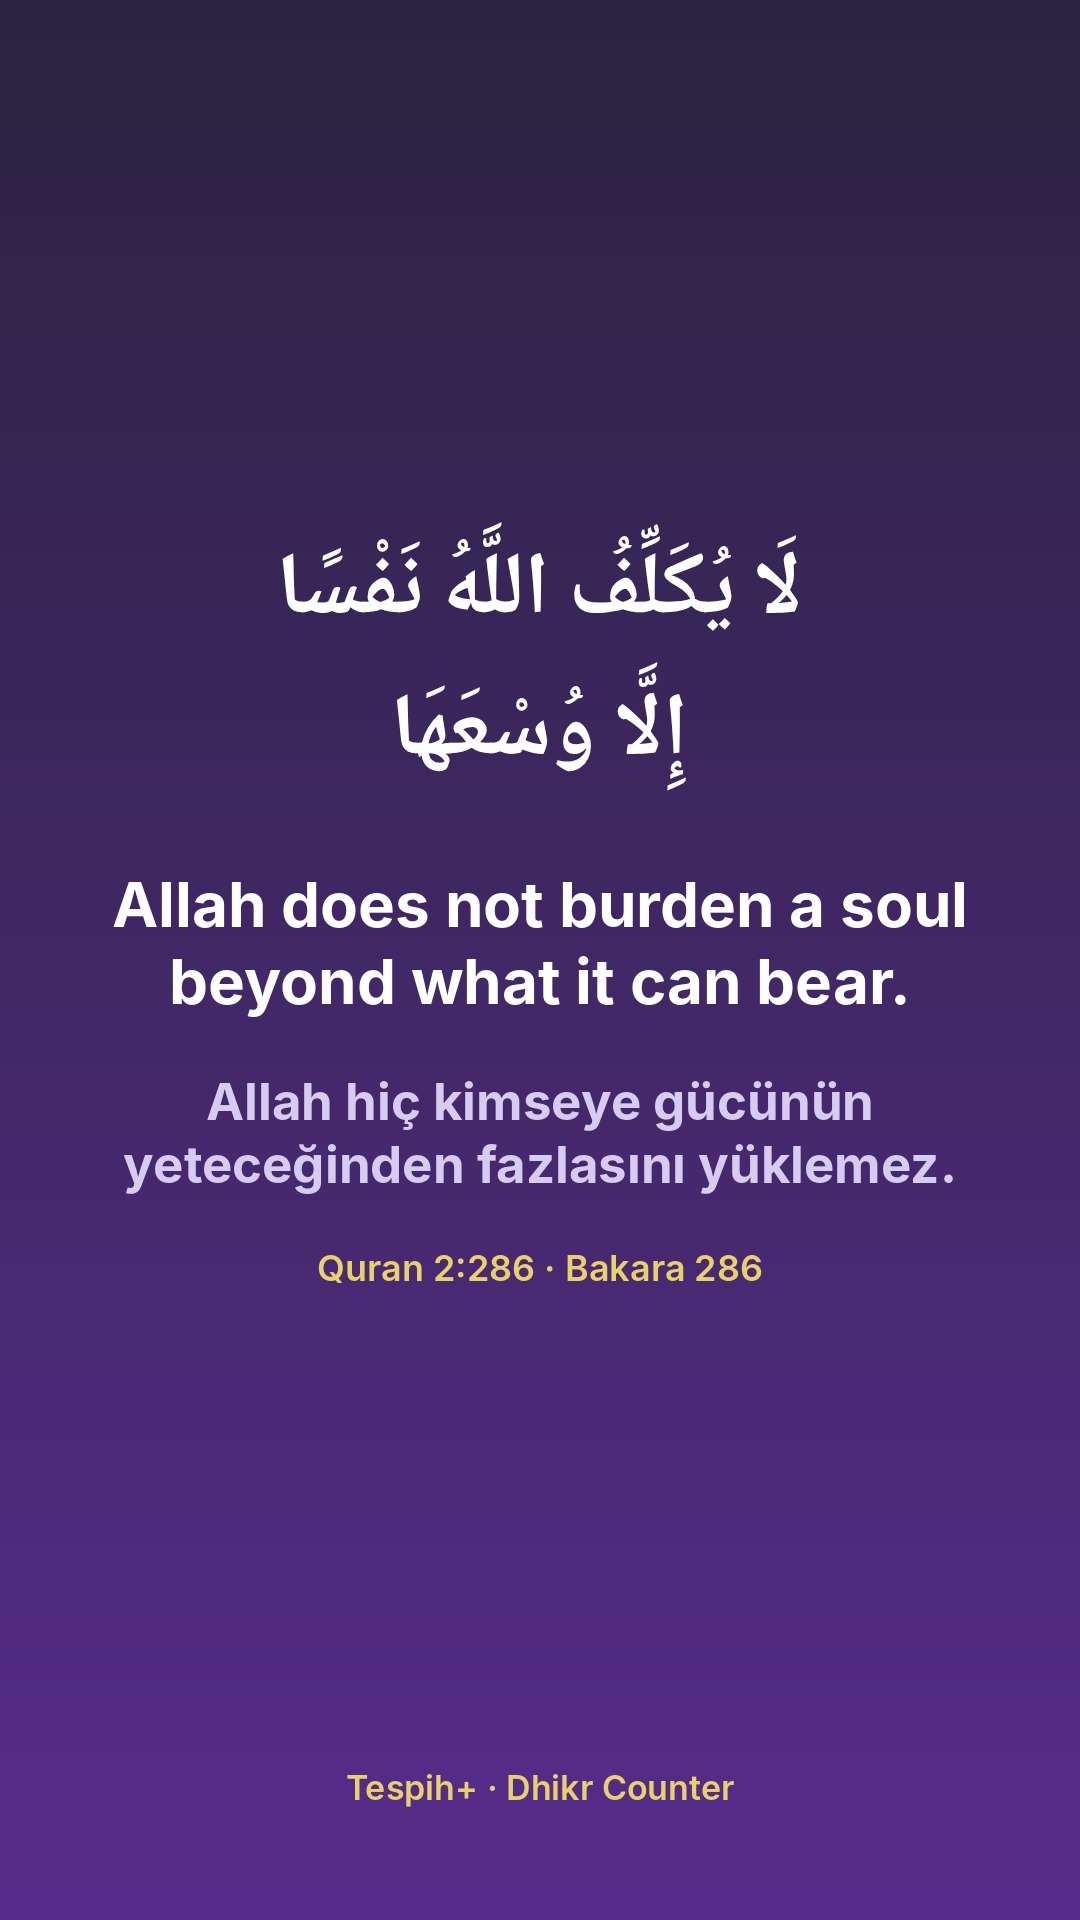 لَا يُكَلِّفُ اللَّهُ نَفْسًا
إِلَّا وُسْعَهَا
Allah does not burden a soul
beyond what it can bear.
Allah hiç kimseye gücünün
yeteceğinden fazlasını yüklemez.
Quran 2:286 · Bakara 286
Tespih+ · Dhikr Counter